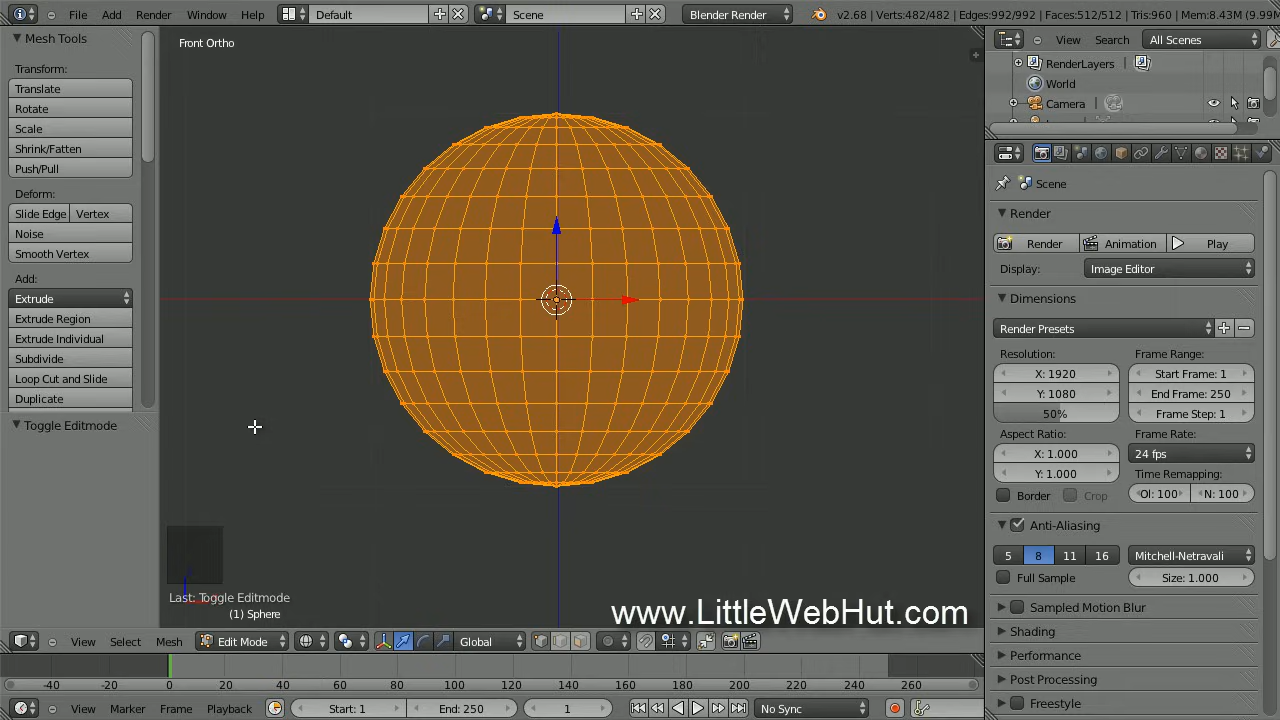 File Add Render Window Help Default Scene Blender Render v2.68 | Verts:482/482 | Edges:992/992 | Faces:512/512 | Tris:960 | Mem:8.43M (9.99M
Mesh Tools
Transform:
Translate
Rotate
Scale
Shrink/Fatten
Push/Pull
Deform:
Slide Edge Vertex
Noise
Smooth Vertex
Add:
Extrude
Extrude Region
Extrude Individual
Subdivide
Loop Cut and Slide
Duplicate
Toggle Editmode
Front Ortho
Last: Toggle Editmode
(1) Sphere
www.LittleWebHut.com
View Select Mesh Edit Mode Global
-40 -20 0 20 40 60 80 100 120 140 160 180 200 220 240 260
View Marker Frame Playback Start: 1 End: 250 1 No Sync
View Search All Scenes
RenderLayers
World
Camera
Scene
Render
Render Animation Play
Display: Image Editor
Dimensions
Render Presets
Resolution: Frame Range:
X: 1920 Start Frame: 1
Y: 1080 End Frame: 250
50% Frame Step: 1
Aspect Ratio: Frame Rate:
X: 1.000 24 fps
Y: 1.000 Time Remapping:
Border Crop Ol: 100 N: 100
Anti-Aliasing
5 8 11 16 Mitchell-Netravali
Full Sample Size: 1.000
Sampled Motion Blur
Shading
Performance
Post Processing
Freestyle